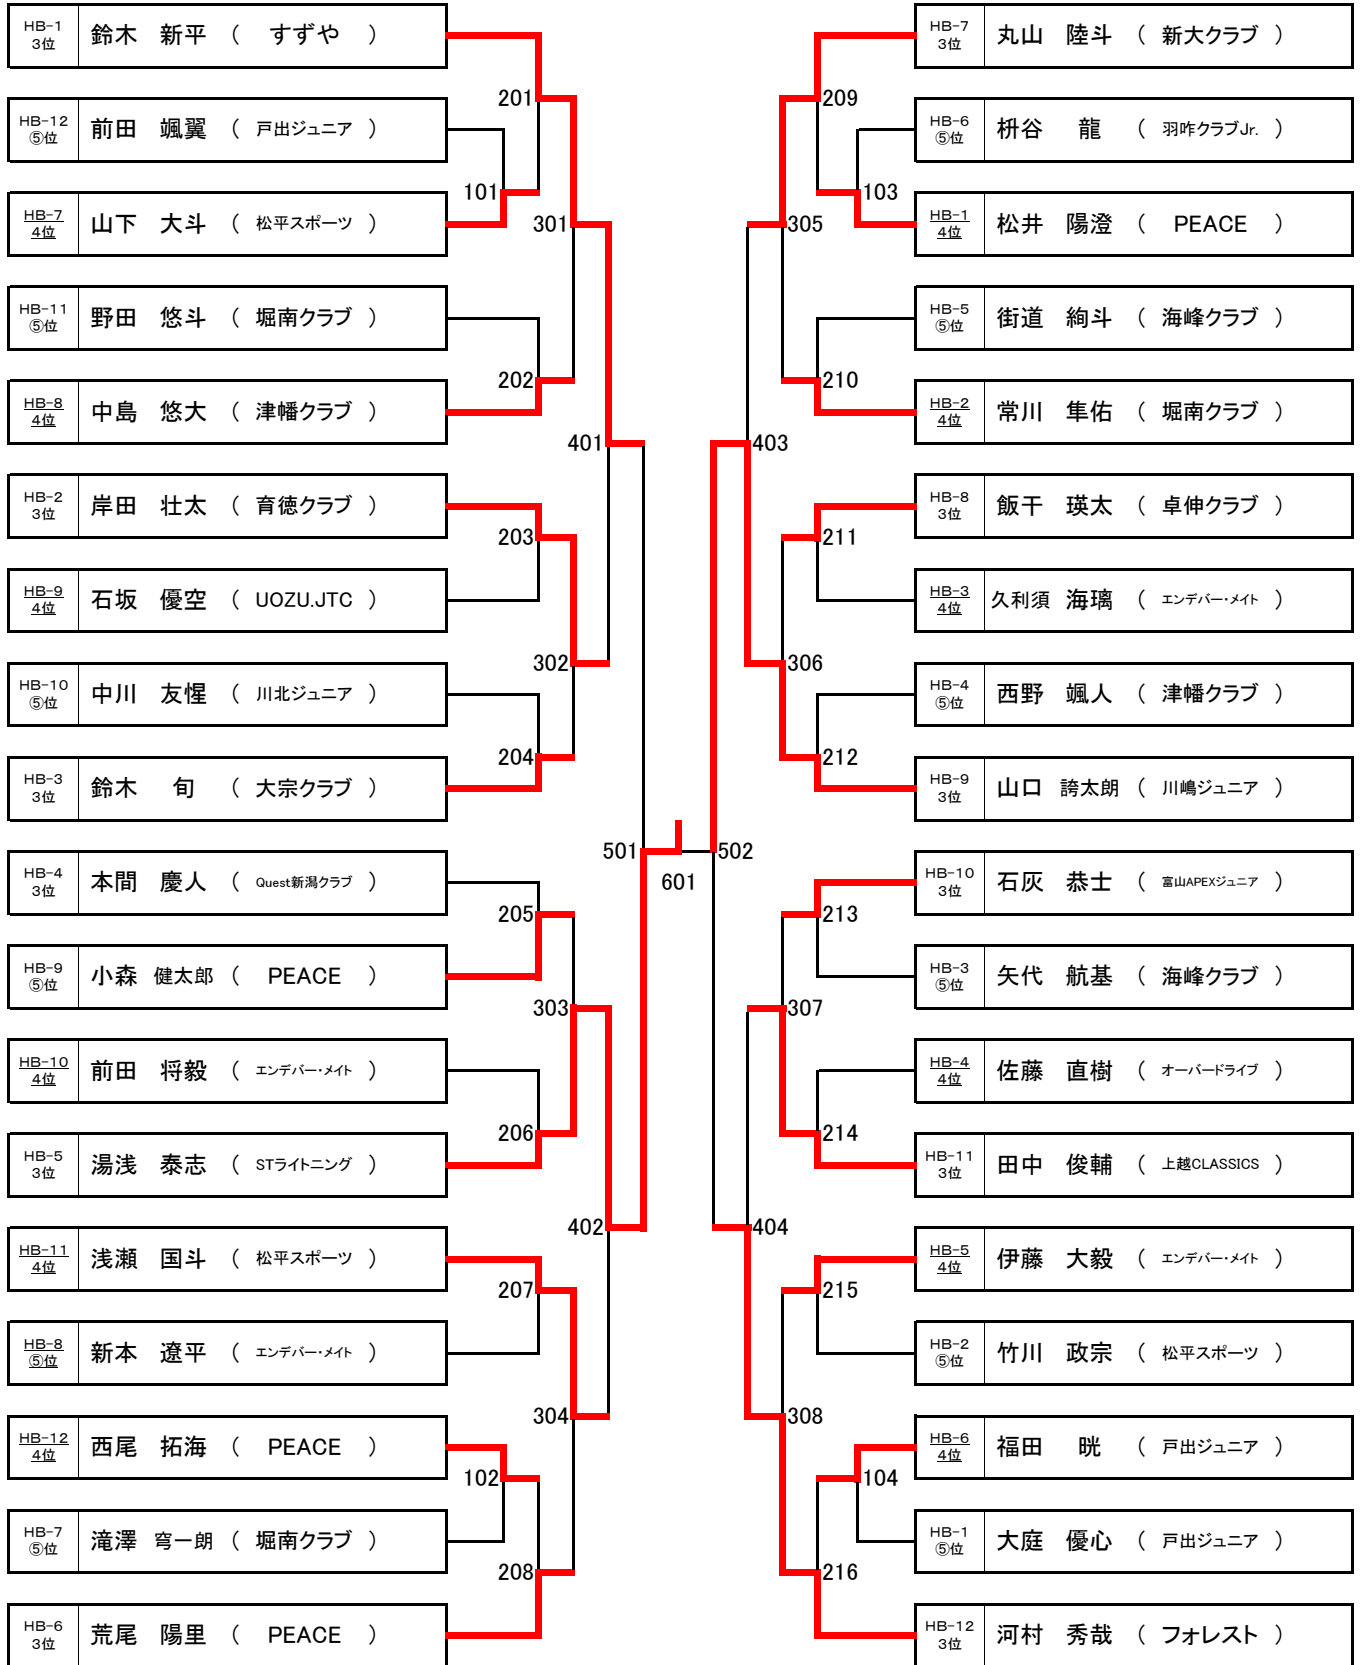 HB-1
3位
鈴木 新平 ( すずや )
HB-12
⑤位
前田 颯翼 ( 戸出ジュニア )
HB-7
4位
山下 大斗 ( 松平スポーツ )
HB-11
⑤位
野田 悠斗 ( 堀南クラブ )
HB-8
4位
中島 悠大 ( 津幡クラブ )
HB-2
3位
岸田 壮太 ( 育徳クラブ )
HB-9
4位
石坂 優空 ( UOZU.JTC )
HB-10
⑤位
中川 友惺 ( 川北ジュニア )
HB-3
3位
鈴木 旬 ( 大宗クラブ )
HB-4
3位
本間 慶人 ( Quest新潟クラブ )
HB-9
⑤位
小森 健太郎 ( PEACE )
HB-10
4位
前田 将毅 ( エンデバー・メイト )
HB-5
3位
湯浅 泰志 ( STライトニング )
HB-11
4位
浅瀬 国斗 ( 松平スポーツ )
HB-8
⑤位
新本 遼平 ( エンデバー・メイト )
HB-12
4位
西尾 拓海 ( PEACE )
HB-7
⑤位
滝澤 穹一朗 ( 堀南クラブ )
HB-6
3位
荒尾 陽里 ( PEACE )
201
101
301
202
401
203
302
204
501
205
303
206
402
207
304
102
208
601
209
103
305
210
403
211
306
212
502
213
307
214
404
215
308
104
216
HB-7
3位
丸山 陸斗 ( 新大クラブ )
HB-6
⑤位
枡谷 龍 ( 羽咋クラブJr. )
HB-1
4位
松井 陽澄 ( PEACE )
HB-5
⑤位
街道 絢斗 ( 海峰クラブ )
HB-2
4位
常川 隼佑 ( 堀南クラブ )
HB-8
3位
飯干 瑛太 ( 卓伸クラブ )
HB-3
4位
久利須 海璃 ( エンデバー・メイト )
HB-4
⑤位
西野 颯人 ( 津幡クラブ )
HB-9
3位
山口 誇太朗 ( 川嶋ジュニア )
HB-10
3位
石灰 恭士 ( 富山APEXジュニア )
HB-3
⑤位
矢代 航基 ( 海峰クラブ )
HB-4
4位
佐藤 直樹 ( オーバードライブ )
HB-11
3位
田中 俊輔 ( 上越CLASSICS )
HB-5
4位
伊藤 大毅 ( エンデバー・メイト )
HB-2
⑤位
竹川 政宗 ( 松平スポーツ )
HB-6
4位
福田 晄 ( 戸出ジュニア )
HB-1
⑤位
大庭 優心 ( 戸出ジュニア )
HB-12
3位
河村 秀哉 ( フォレスト )